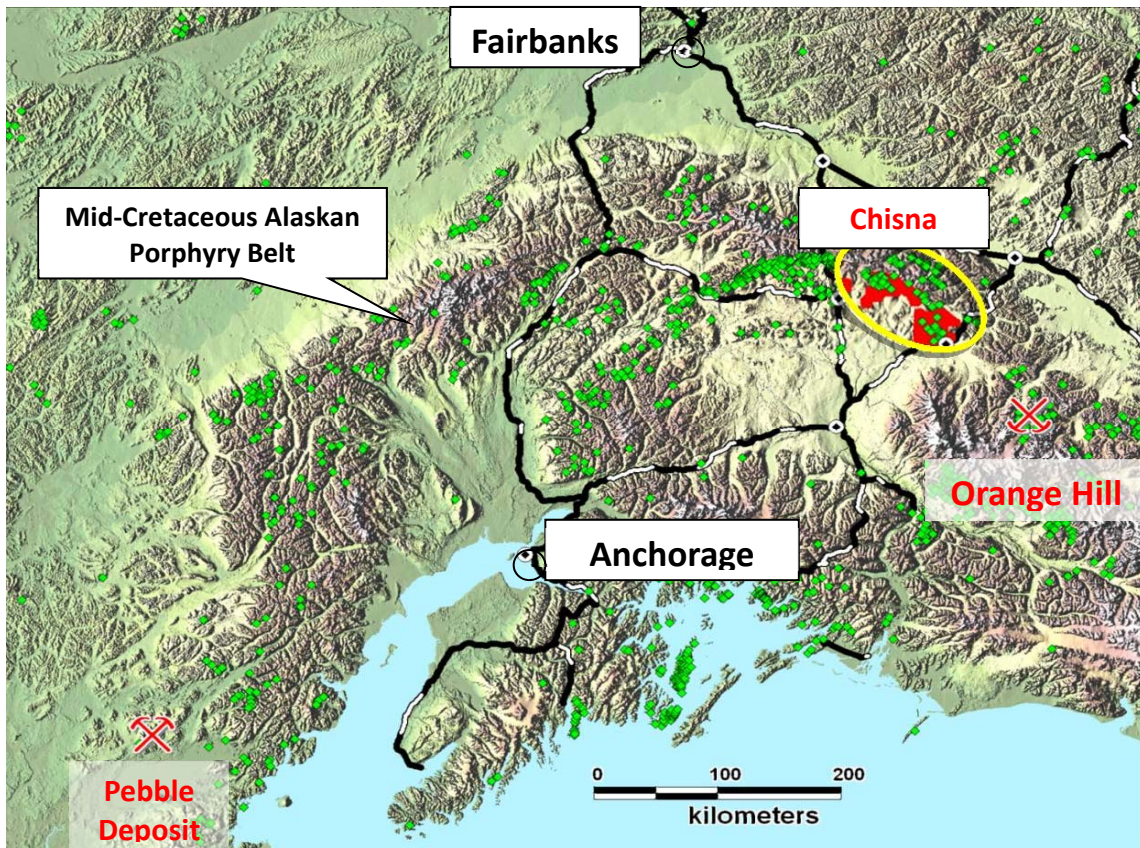 Fairbanks
Chisna
Mid-Cretaceous Alaskan
Porphyry Belt
Orange Hill
Anchorage
Pebble
Deposit
0 100 200
kilometers